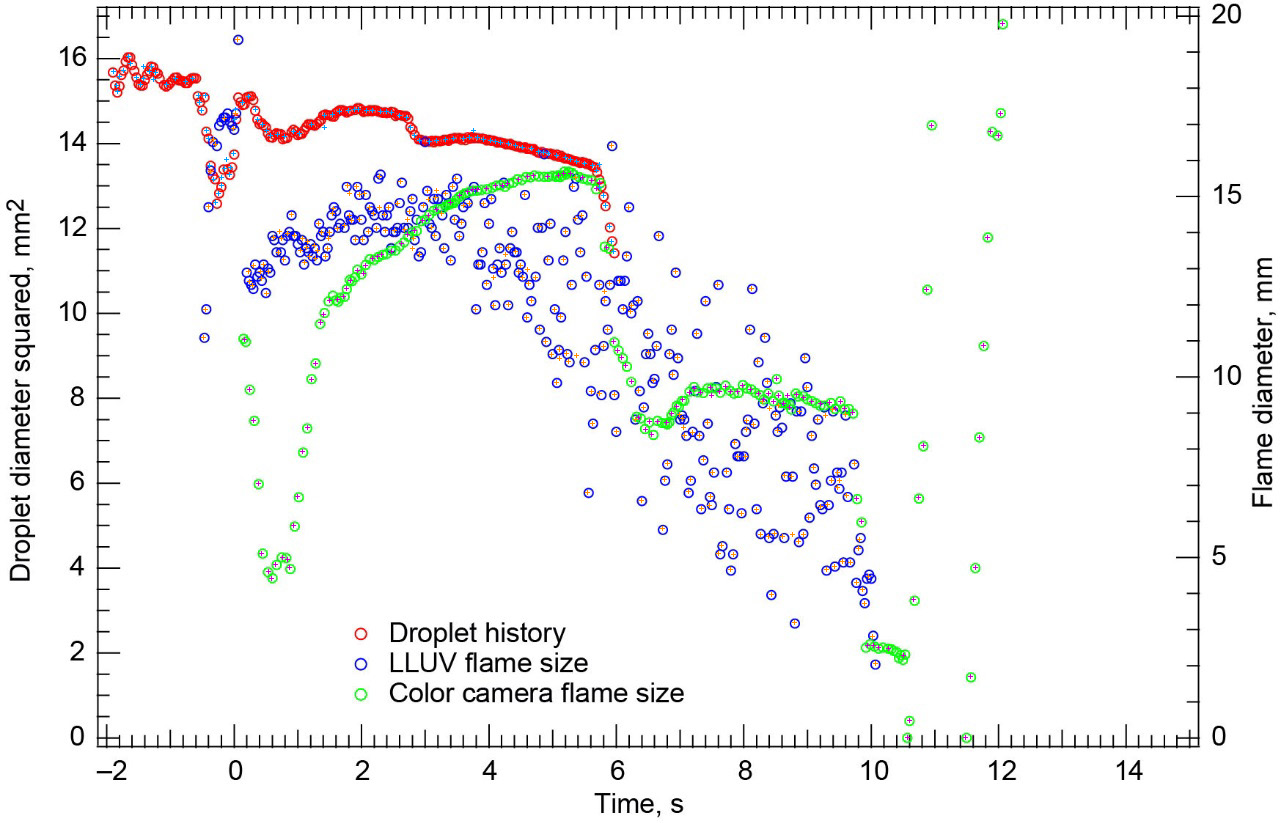 20
16
14
15
12
10
10
8
6
5
4
2
0
0
Droplet diameter squared, mm2
Flame diameter, mm
Droplet history
LLUV flame size
Color camera flame size
–2 0 2 4 6 8 10 12 14
Time, s